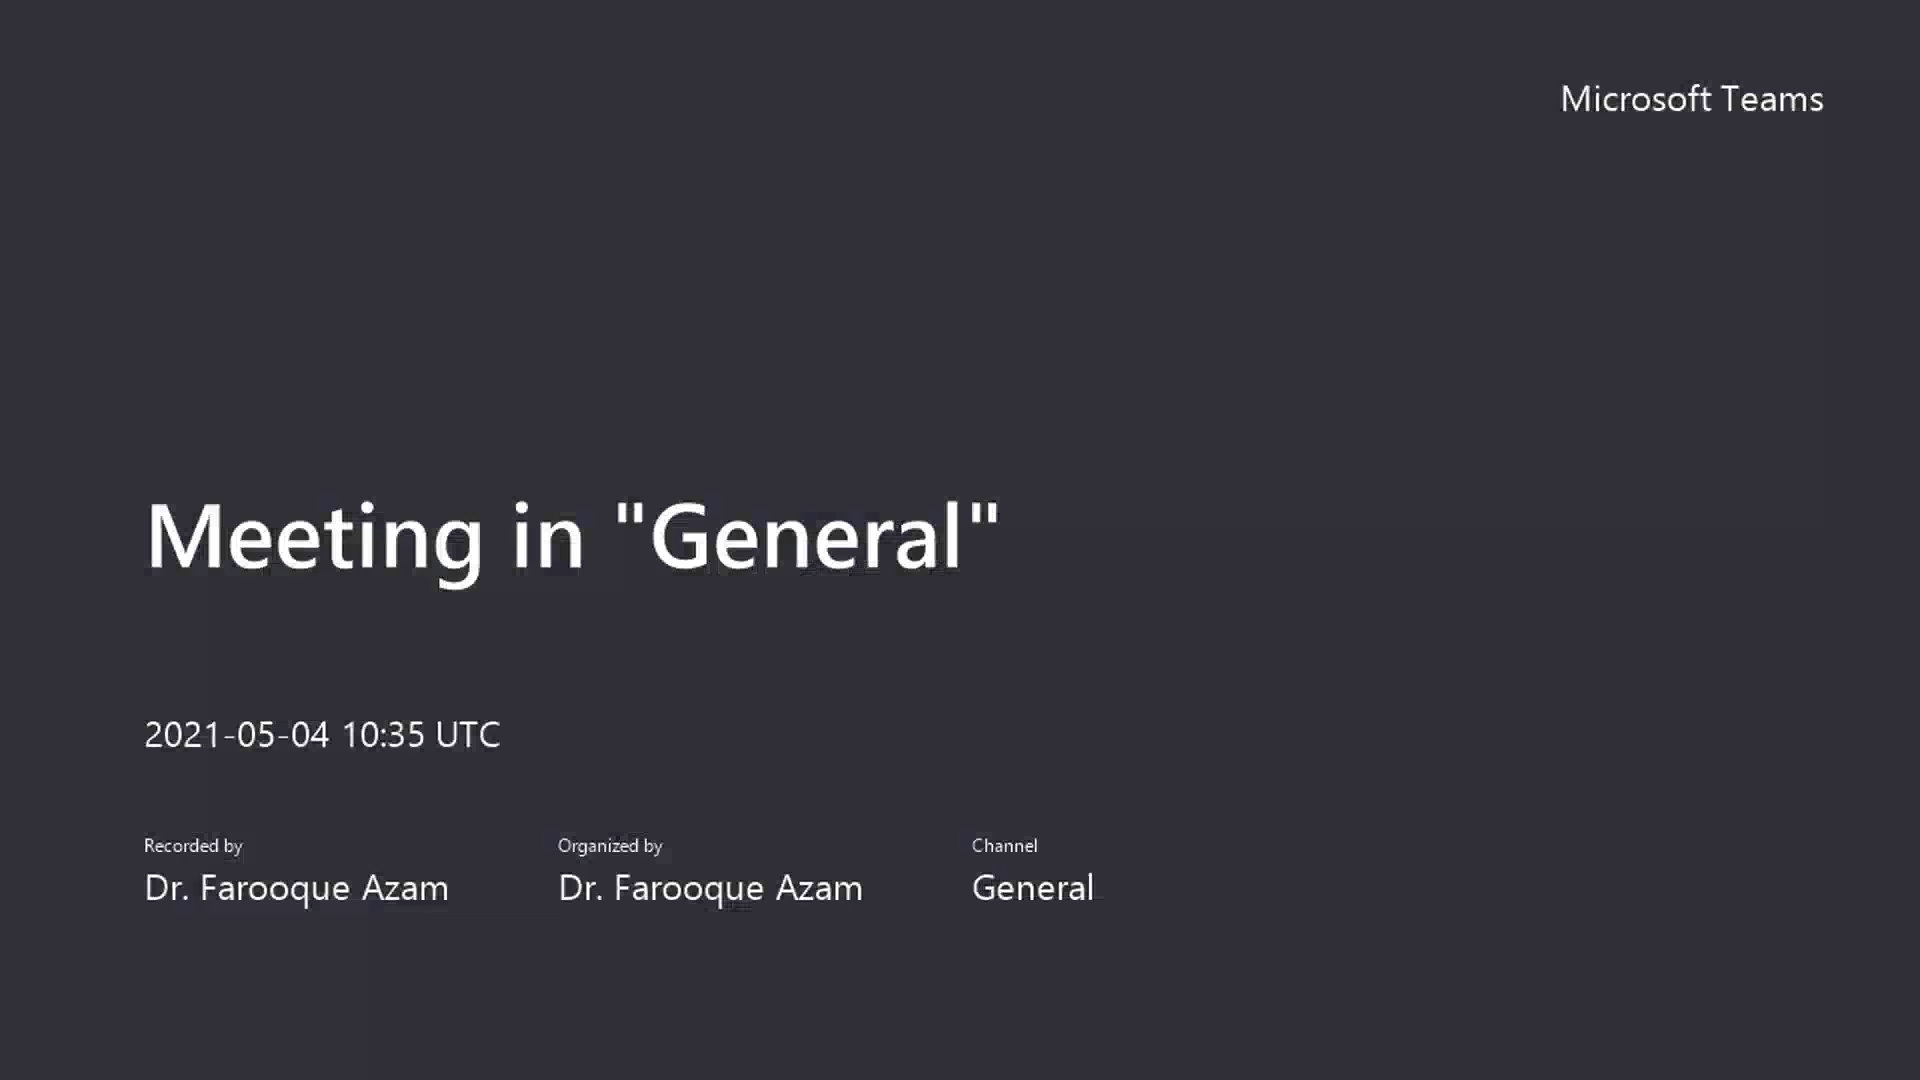 Microsoft Teams
Meeting in "General"
2021-05-04 10:35 UTC
Recorded by
Dr. Farooque Azam
Organized by
Dr. Farooque Azam
Channel
General